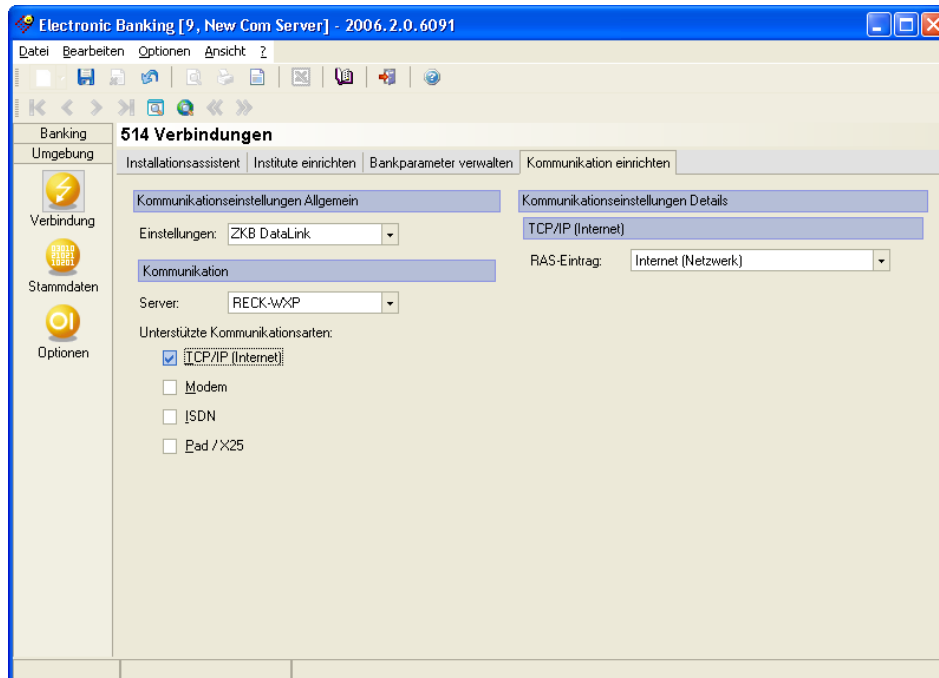 Electronic Banking [9, New Com Server] - 2006.2.0.6091
Datei Bearbeiten Optionen Ansicht ?
Banking
Umgebung
Verbindung
Stammdaten
Optionen
514 Verbindungen
Installationsassistent Institute einrichten Bankparameter verwalten Kommunikation einrichten
Kommunikationseinstellungen Allgemein
Einstellungen: ZKB DataLink
Kommunikation
Server: RECK-WXP
Unterstützte Kommunikationsarten:
TCP/IP (Internet)
Modem
ISDN
Pad / X25
Kommunikationseinstellungen Details
TCP/IP (Internet)
RAS-Eintrag: Internet (Netzwerk)